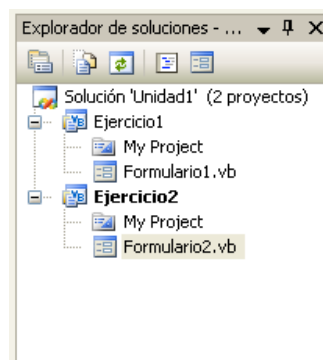 Explorador de soluciones - ...
Solución 'Unidad1' (2 proyectos)
Ejercicio1
My Project
Formulario1.vb
Ejercicio2
My Project
Formulario2.vb